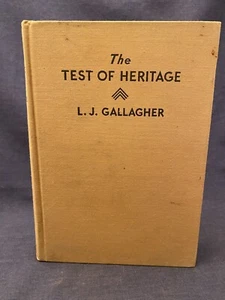 The
TEST OF HERITAGE
L. J. GALLAGHER